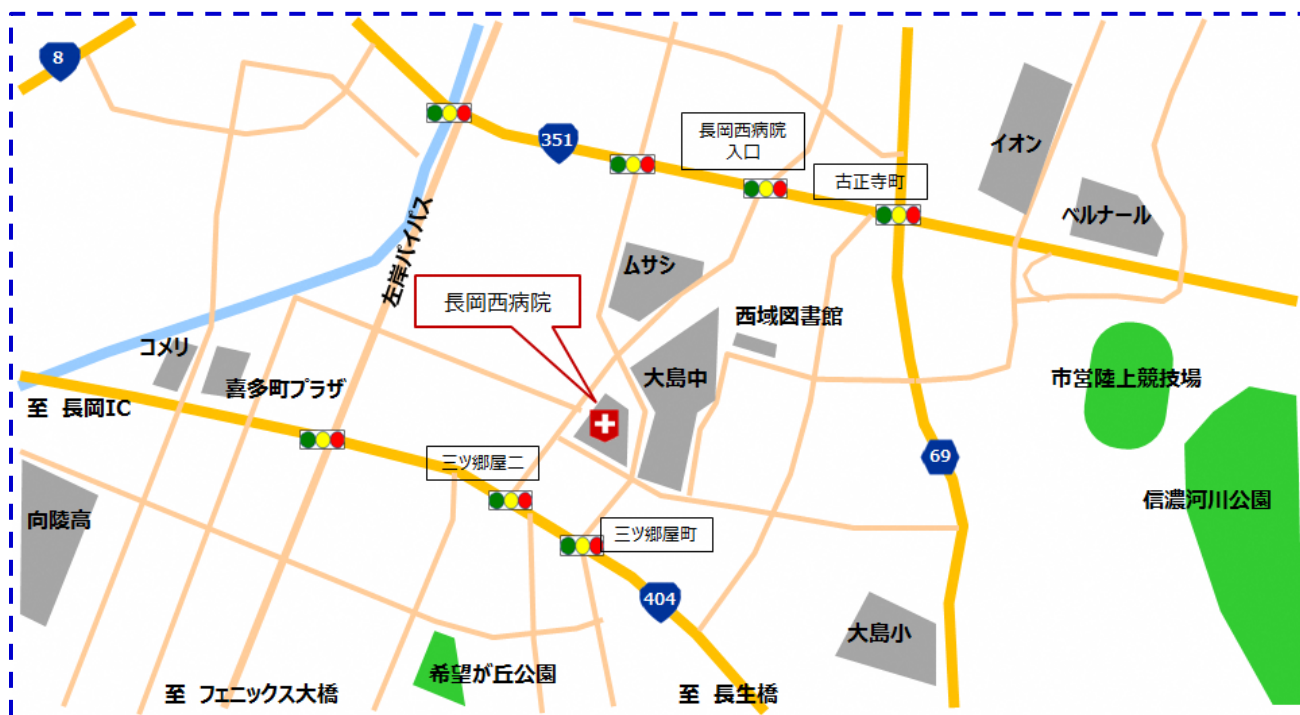 8
351
長岡西病院
入口
古正寺町
イオン
ベルナール
左岸バイパス
ムサシ
長岡西病院
西域図書館
コメリ
喜多町プラザ
大島中
市営陸上競技場
至 長岡IC
三ツ郷屋二
69
信濃河川公園
向陵高
三ツ郷屋町
404
大島小
希望が丘公園
至 フェニックス大橋
至 長生橋